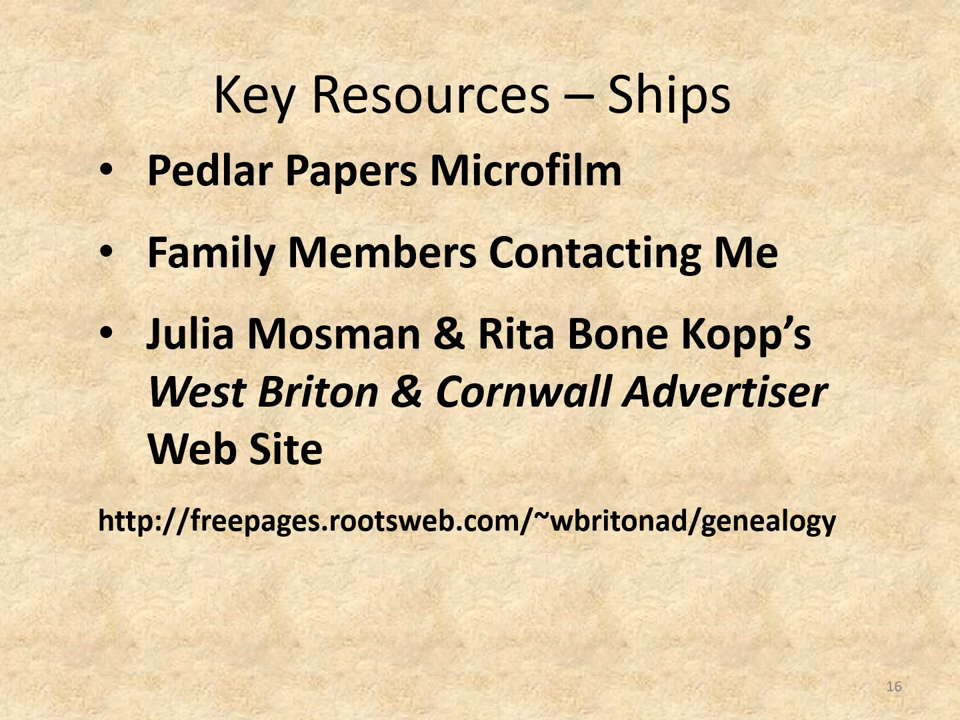 Key Resources – Ships
• Pedlar Papers Microfilm
• Family Members Contacting Me
• Julia Mosman & Rita Bone Kopp’s
West Briton & Cornwall Advertiser
Web Site
http://freepages.rootsweb.com/~wbritonad/genealogy
16